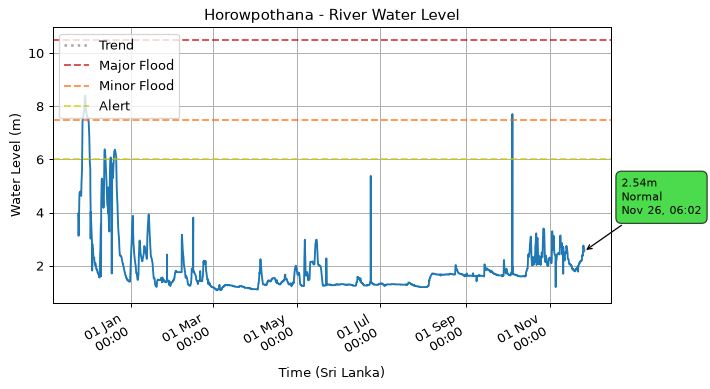 Horowpothana - River Water Level
Trend
Major Flood
Minor Flood
Alert
Water Level (m)
10
8
6
4
2
2.54m
Normal
Nov 26, 06:02
01 Jan
00:00
01 Mar
00:00
01 May
00:00
01 Jul
00:00
01 Sep
00:00
01 Nov
00:00
Time (Sri Lanka)